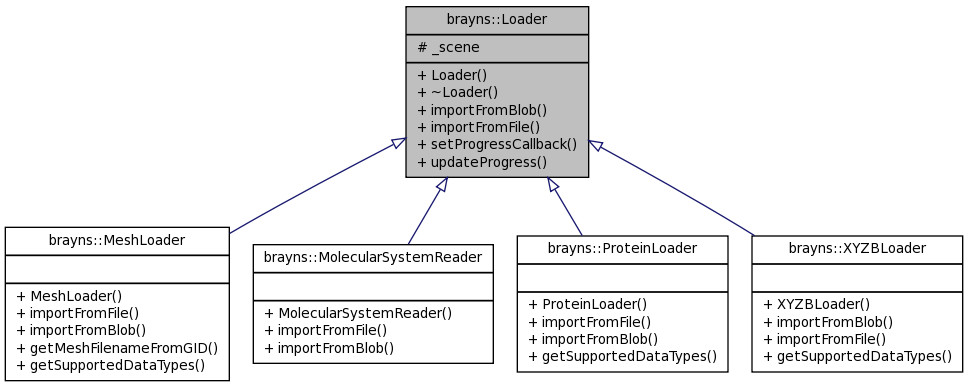 brayns::Loader
# _scene
+ Loader()
+ ~Loader()
+ importFromBlob()
+ importFromFile()
+ setProgressCallback()
+ updateProgress()
brayns::MeshLoader
+ MeshLoader()
+ importFromFile()
+ importFromBlob()
+ getMeshFilenameFromGID()
+ getSupportedDataTypes()
brayns::MolecularSystemReader
+ MolecularSystemReader()
+ importFromFile()
+ importFromBlob()
brayns::ProteinLoader
+ ProteinLoader()
+ importFromFile()
+ importFromBlob()
+ getSupportedDataTypes()
brayns::XYZBLoader
+ XYZBLoader()
+ importFromBlob()
+ importFromFile()
+ getSupportedDataTypes()